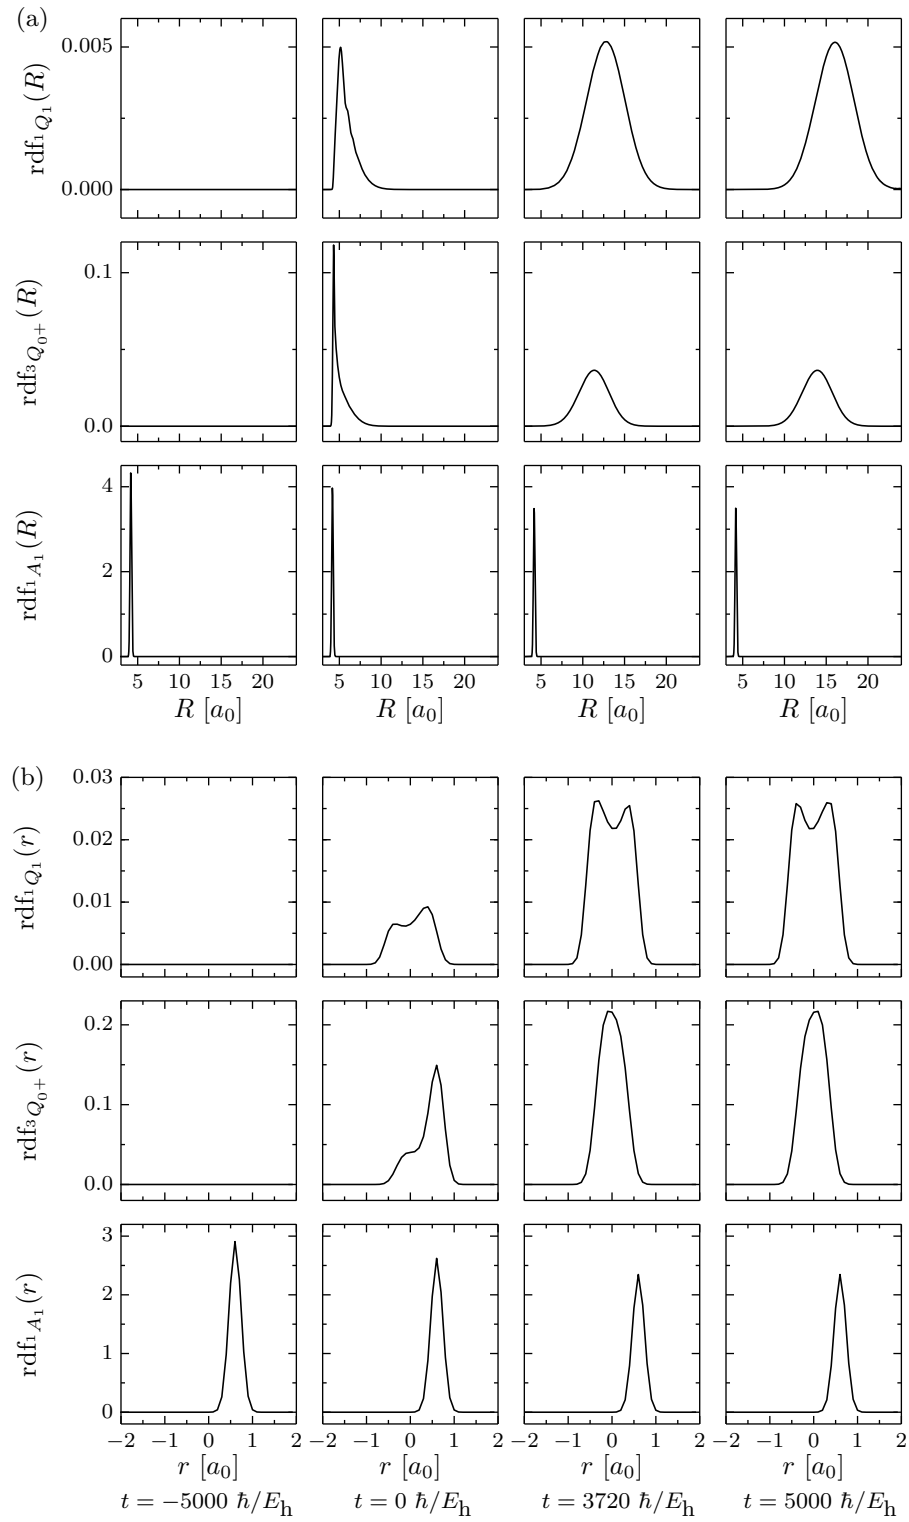 (a)
rdf¹Q₁(R)
0.005
0.000
rdf³Q₀+(R)
0.1
0.0
rdf¹A₁(R)
4
2
0
5 10 15 20 5 10 15 20 5 10 15 20 5 10 15 20
R [a₀] R [a₀] R [a₀] R [a₀]
(b)
rdf¹Q₁(r)
0.03
0.02
0.01
0.00
rdf³Q₀+(r)
0.2
0.1
0.0
rdf¹A₁(r)
3
2
1
0
−2 −1 0 1 2 −2 −1 0 1 2 −2 −1 0 1 2 −2 −1 0 1 2
r [a₀] r [a₀] r [a₀] r [a₀]
t = −5000 ℏ/Eh t = 0 ℏ/Eh t = 3720 ℏ/Eh t = 5000 ℏ/Eh